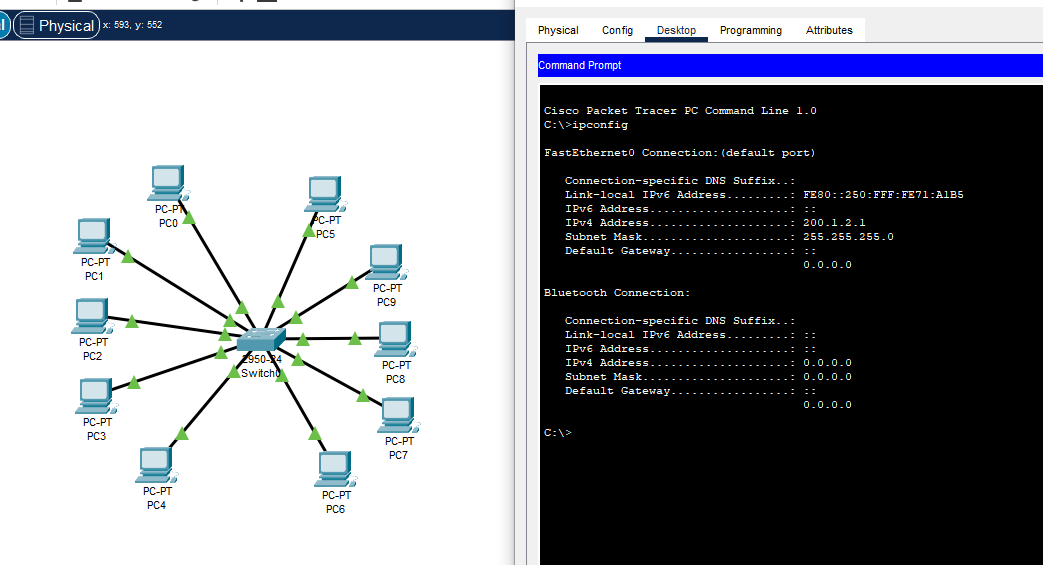 Physical
x: 593, y: 552
PC-PT
PC0
PC-PT
PC5
PC-PT
PC1
PC-PT
PC9
PC-PT
PC2
2950-24
Switch0
PC-PT
PC8
PC-PT
PC3
PC-PT
PC7
PC-PT
PC4
PC-PT
PC6
Physical Config Desktop Programming Attributes
Command Prompt
Cisco Packet Tracer PC Command Line 1.0
C:\>ipconfig
FastEthernet0 Connection:(default port)
Connection-specific DNS Suffix..:
Link-local IPv6 Address.........: FE80::250:FFF:FE71:A1B5
IPv6 Address....................: ::
IPv4 Address....................: 200.1.2.1
Subnet Mask.....................: 255.255.255.0
Default Gateway.................: ::
0.0.0.0
Bluetooth Connection:
Connection-specific DNS Suffix..:
Link-local IPv6 Address.........: ::
IPv6 Address....................: ::
IPv4 Address....................: 0.0.0.0
Subnet Mask.....................: 0.0.0.0
Default Gateway.................: ::
0.0.0.0
C:\>